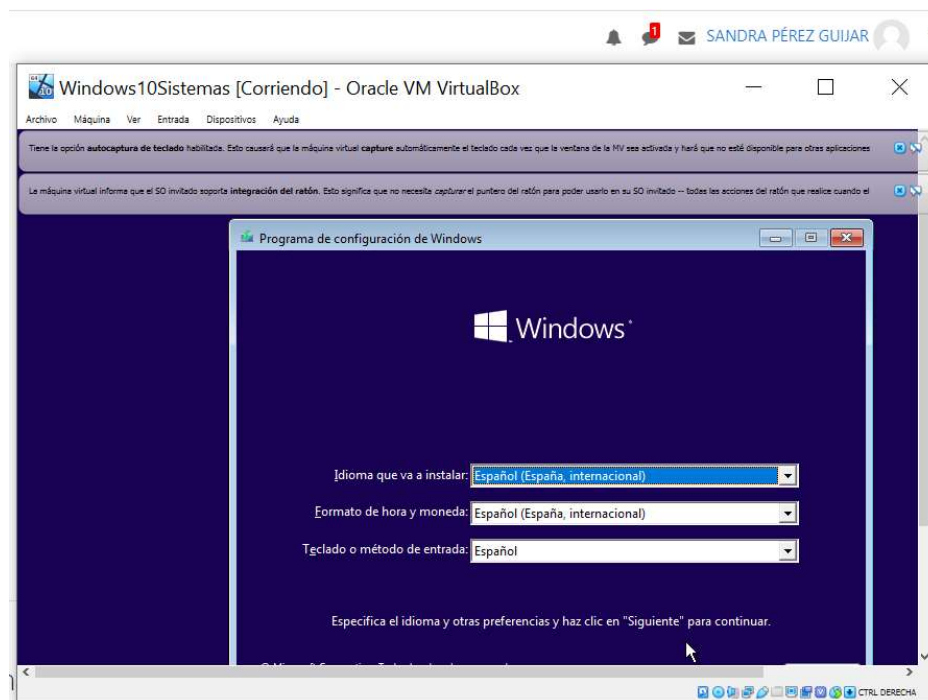 1
SANDRA PÉREZ GUIJAR
Windows10Sistemas [Corriendo] - Oracle VM VirtualBox
Archivo Máquina Ver Entrada Dispositivos Ayuda
Tiene la opción autocaptura de teclado habilitada. Esto causará que la máquina virtual capture automáticamente el teclado cada vez que la ventana de la MV sea activada y hará que no esté disponible para otras aplicaciones
La máquina virtual informa que el SO invitado soporta integración del ratón. Esto significa que no necesita capturar el puntero del ratón para poder usarlo en su SO invitado -- todas las acciones del ratón que realice cuando el
Programa de configuración de Windows
Windows
Idioma que va a instalar: Español (España, internacional)
Formato de hora y moneda: Español (España, internacional)
Teclado o método de entrada: Español
Especifica el idioma y otras preferencias y haz clic en "Siguiente" para continuar.
CTRL DERECHA